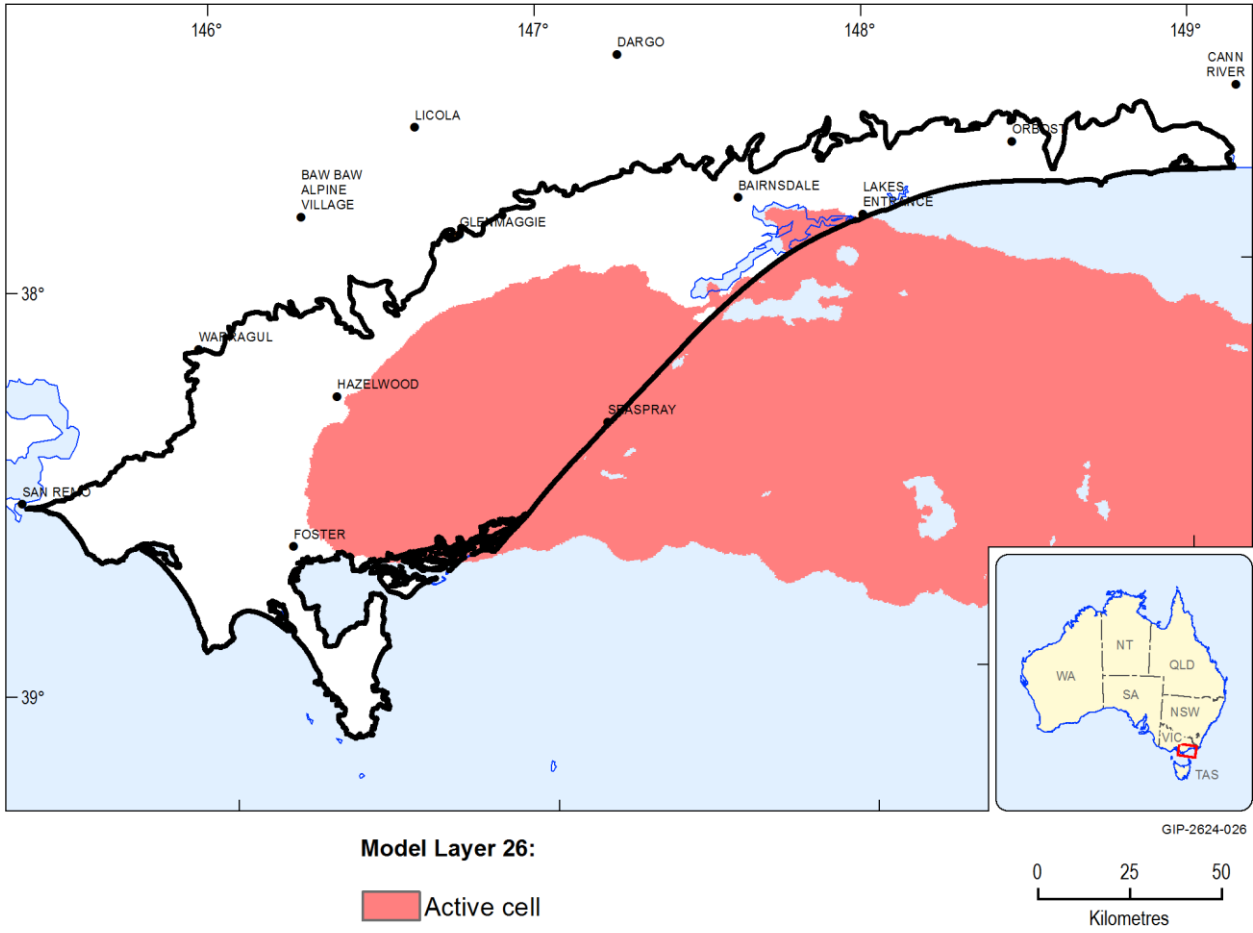 146°
147°
148°
149°
DARGO
CANN
RIVER
LICOLA
ORBOST
BAW BAW
ALPINE
VILLAGE
BAIRNSDALE
LAKES
ENTRANCE
GLENMAGGIE
38°
WARRAGUL
HAZELWOOD
SEASPRAY
SAN REMO
FOSTER
39°
NT
QLD
WA
SA
NSW
VIC
TAS
GIP-2624-026
Model Layer 26:
Active cell
0 25 50
Kilometres